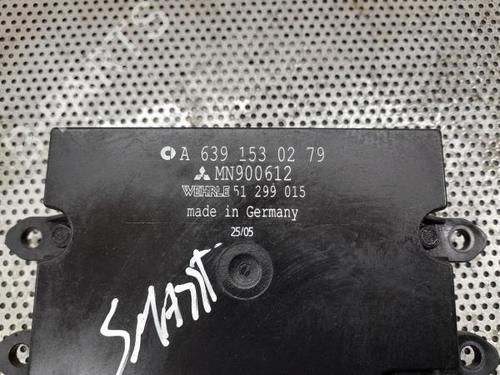 A 639 153 02 79
MN900612
WEHRLE 51 299 015
made in Germany
25/05
SMART